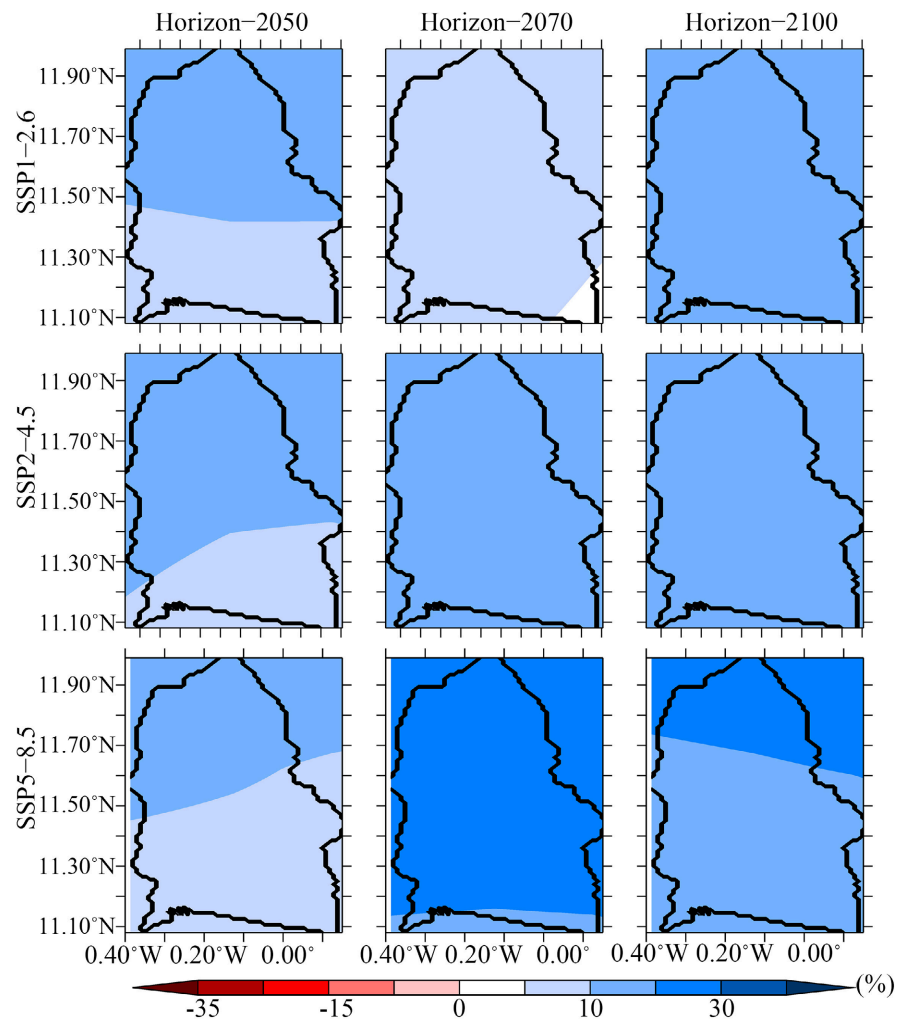 Horizon−2050 Horizon−2070 Horizon−2100
SSP1−2.6
11.90°N
11.70°N
11.50°N
11.30°N
11.10°N
SSP2−4.5
11.90°N
11.70°N
11.50°N
11.30°N
11.10°N
SSP5−8.5
11.90°N
11.70°N
11.50°N
11.30°N
11.10°N
0.40°W 0.20°W 0.00° 0.40°W 0.20°W 0.00° 0.40°W 0.20°W 0.00°
-35 -15 0 10 30 (%)